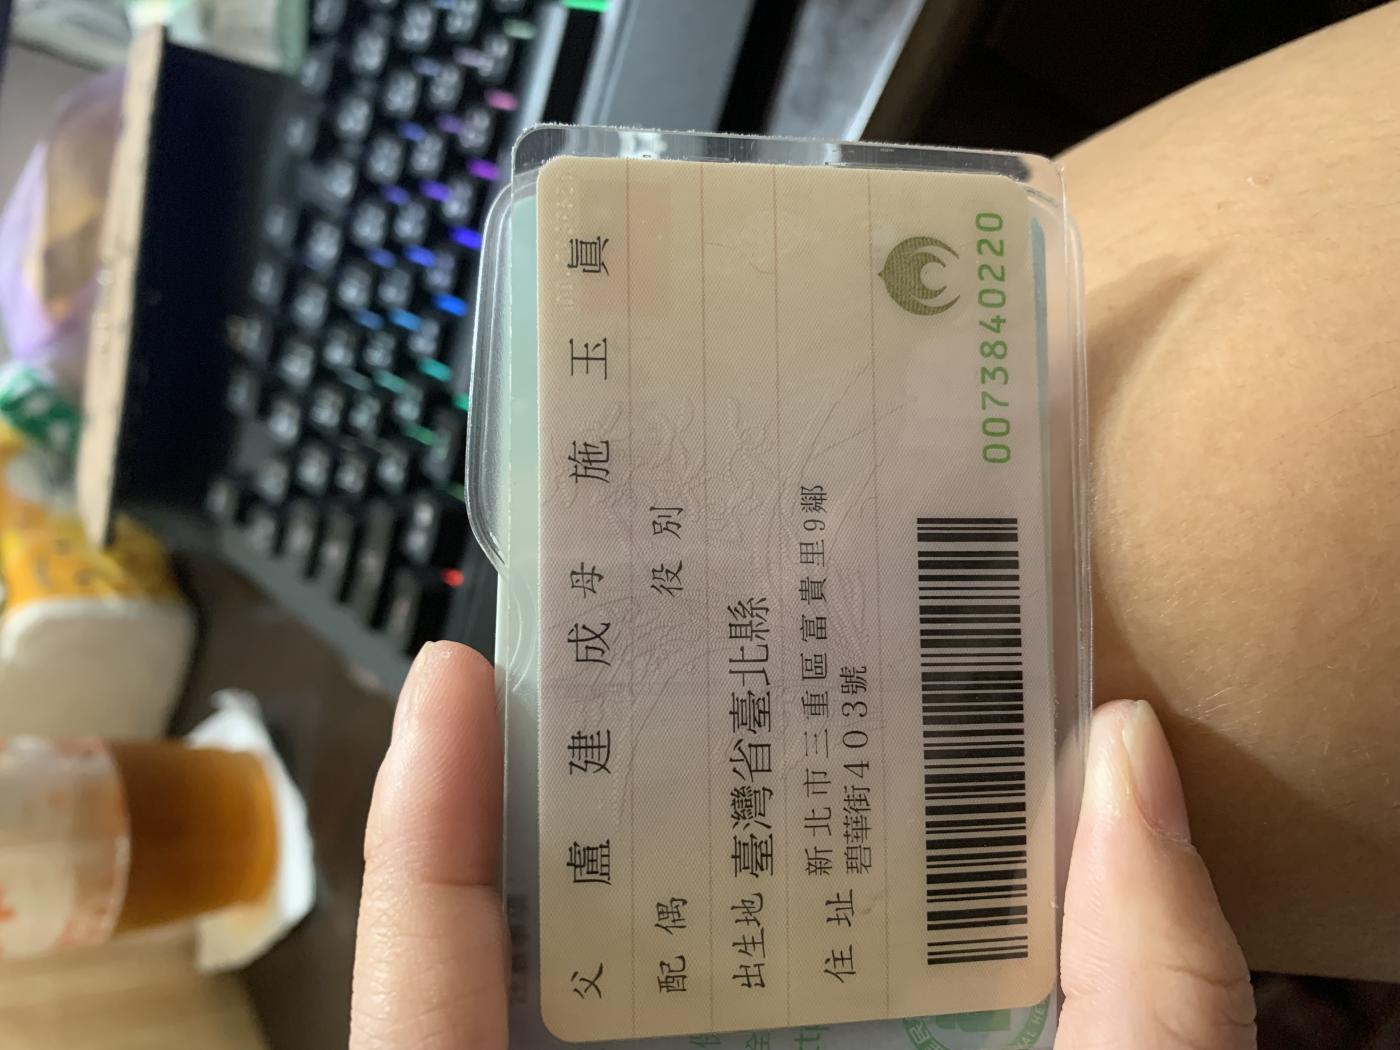 父 盧建成 母 施玉眞
配偶 役別
出生地 臺灣省臺北縣
住址 新北市三重區富貴里9鄰
碧華街403號
0073840220